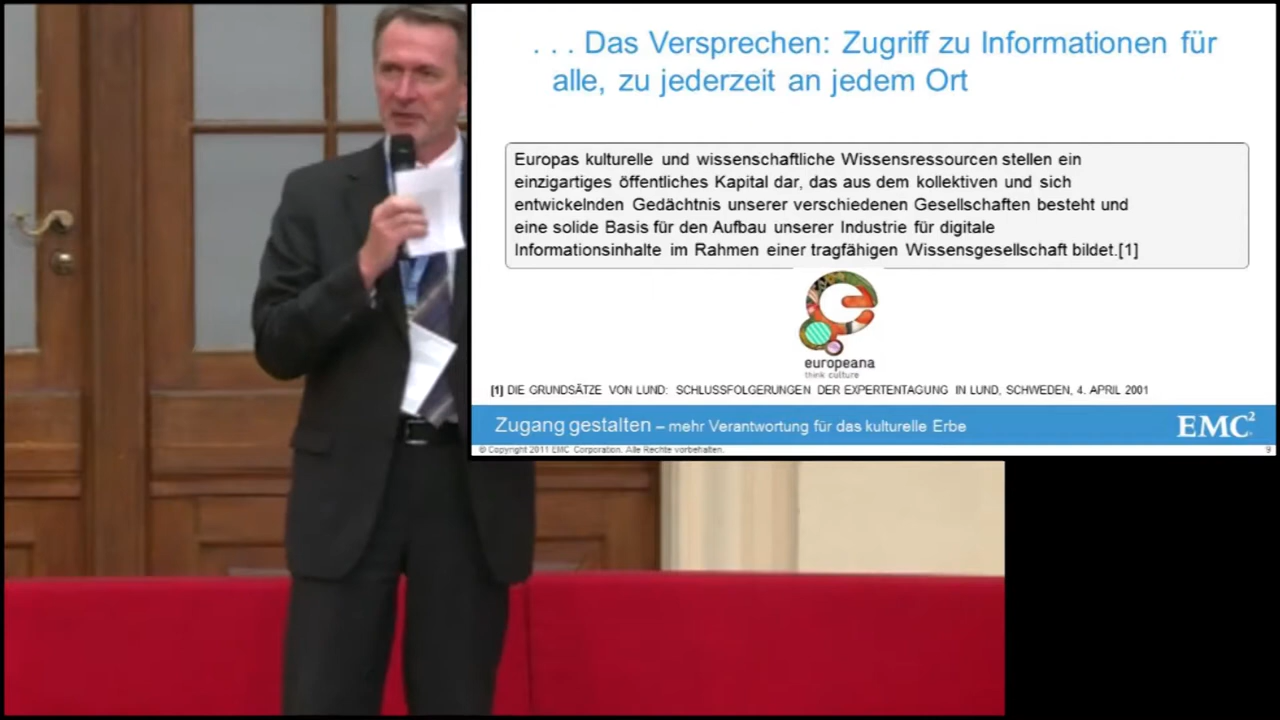 . . . Das Versprechen: Zugriff zu Informationen für
alle, zu jederzeit an jedem Ort
Europas kulturelle und wissenschaftliche Wissensressourcen stellen ein
einzigartiges öffentliches Kapital dar, das aus dem kollektiven und sich
entwickelnden Gedächtnis unserer verschiedenen Gesellschaften besteht und
eine solide Basis für den Aufbau unserer Industrie für digitale
Informationsinhalte im Rahmen einer tragfähigen Wissensgesellschaft bildet.[1]
europeana
think culture
[1] DIE GRUNDSÄTZE VON LUND: SCHLUSSFOLGERUNGEN DER EXPERTENTAGUNG IN LUND, SCHWEDEN, 4. APRIL 2001
Zugang gestalten – mehr Verantwortung für das kulturelle Erbe
EMC²
© Copyright 2011 EMC Corporation. Alle Rechte vorbehalten.
9